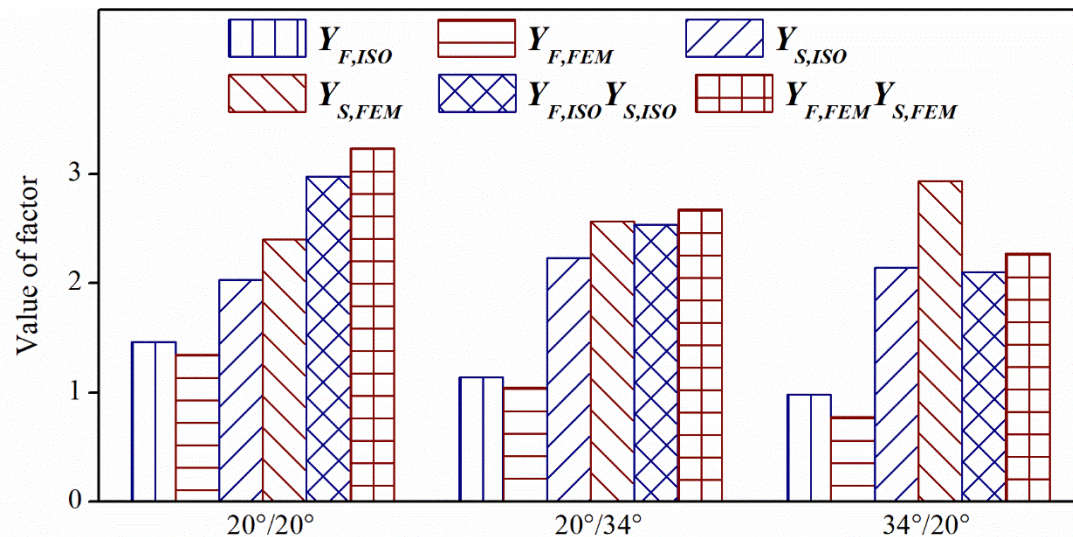 Y_F,ISO Y_F,FEM Y_S,ISO
Y_S,FEM Y_F,ISO Y_S,ISO Y_F,FEM Y_S,FEM
Value of factor
3
2
1
0
20°/20° 20°/34° 34°/20°